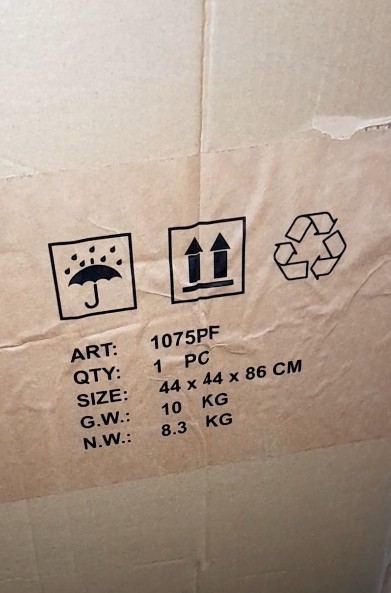 ART: 1075PF
QTY: 1 PC
SIZE: 44 x 44 x 86 CM
G.W.: 10 KG
N.W.: 8.3 KG